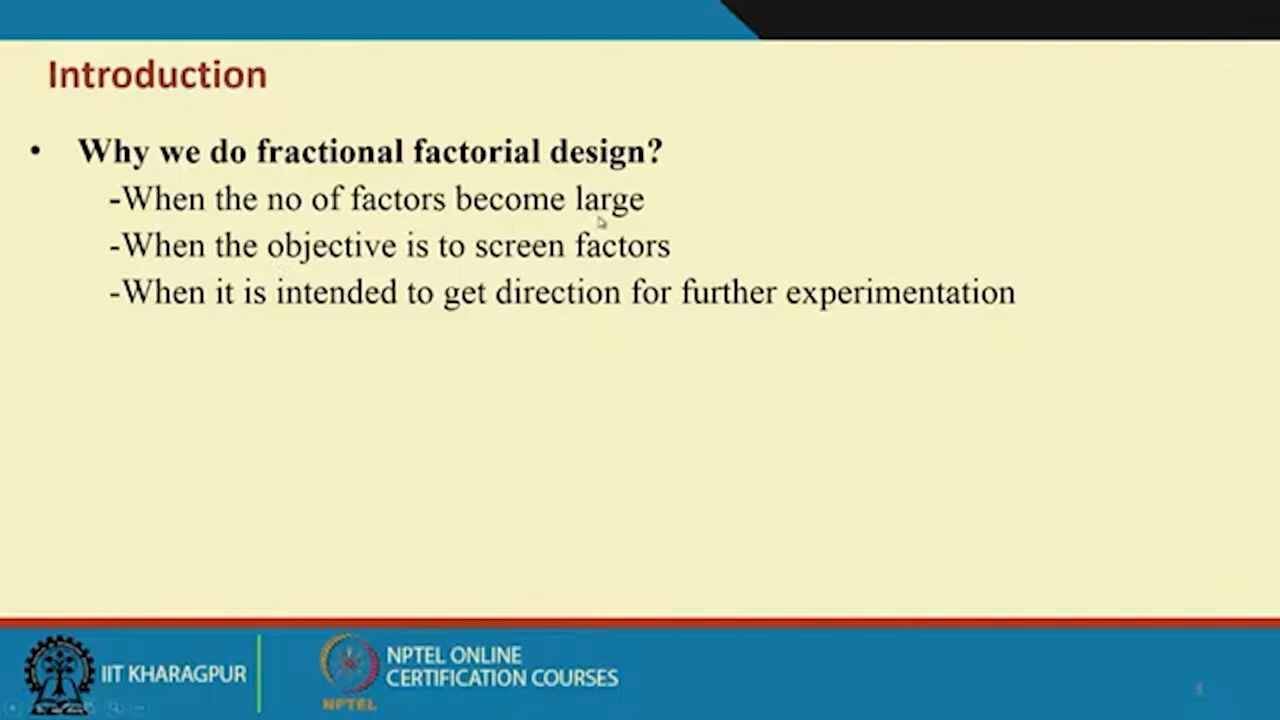 Introduction
• Why we do fractional factorial design?
-When the no of factors become large
-When the objective is to screen factors
-When it is intended to get direction for further experimentation
IIT KHARAGPUR
NPTEL ONLINE
CERTIFICATION COURSES
NPTEL